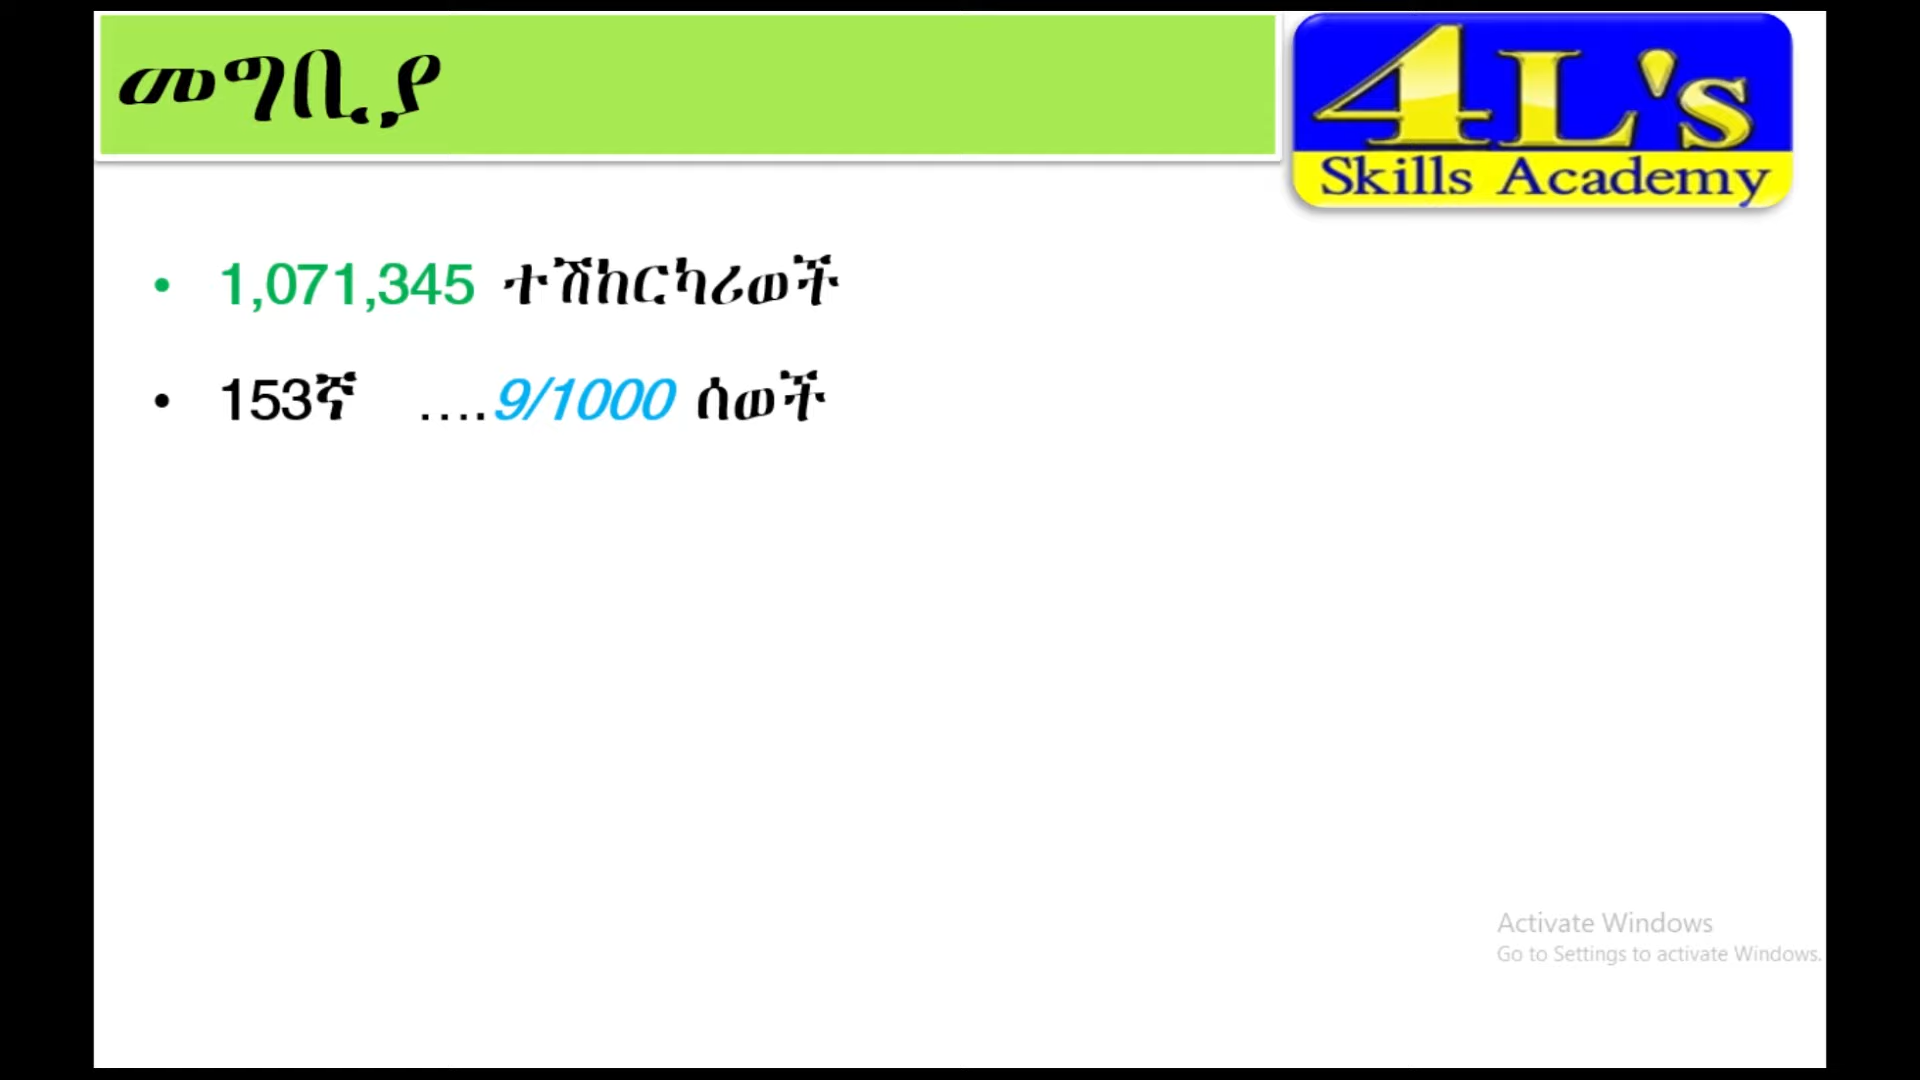 መግቢያ
4L's
Skills Academy
• 1,071,345 ተሽከርካሪወች
• 153ኛ ....9/1000 ሰወች
Activate Windows
Go to Settings to activate Windows.